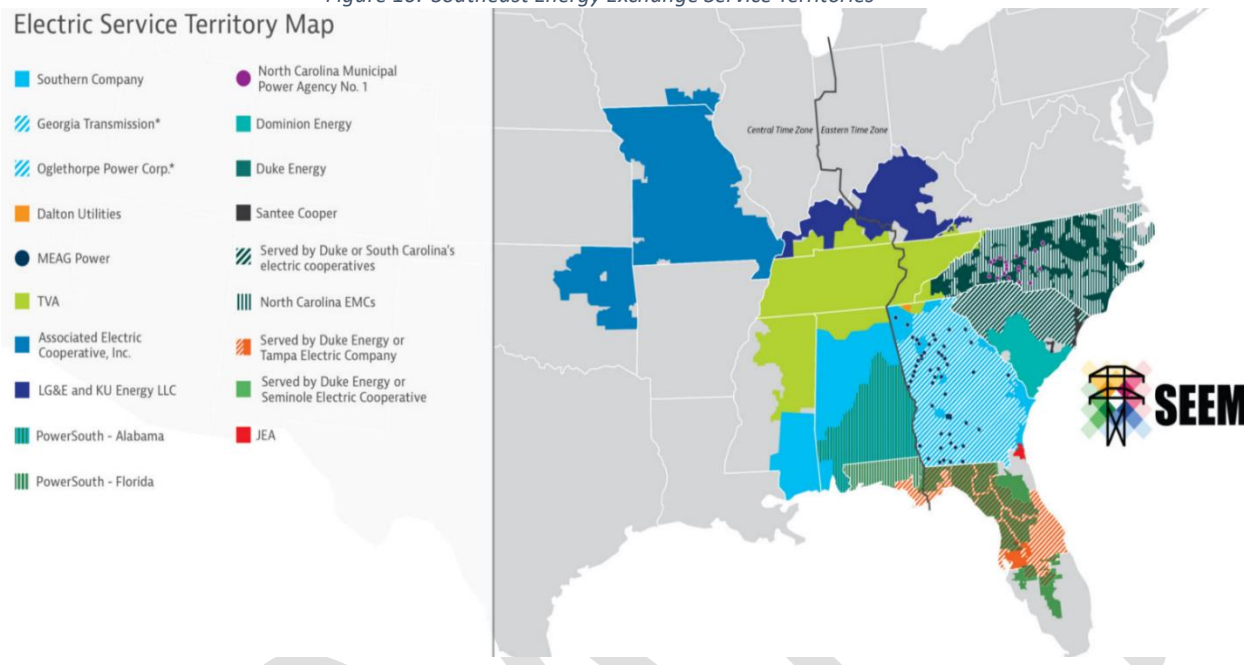 Figure 10: Southeast Energy Exchange Service Territories
Electric Service Territory Map
Southern Company
Georgia Transmission*
Oglethorpe Power Corp.*
Dalton Utilities
MEAG Power
TVA
Associated Electric
Cooperative, Inc.
LG&E and KU Energy LLC
PowerSouth - Alabama
PowerSouth - Florida
North Carolina Municipal
Power Agency No. 1
Dominion Energy
Duke Energy
Santee Cooper
Served by Duke or South Carolina's
electric cooperatives
North Carolina EMCs
Served by Duke Energy or
Tampa Electric Company
Served by Duke Energy or
Seminole Electric Cooperative
JEA
Central Time Zone
Eastern Time Zone
SEEM